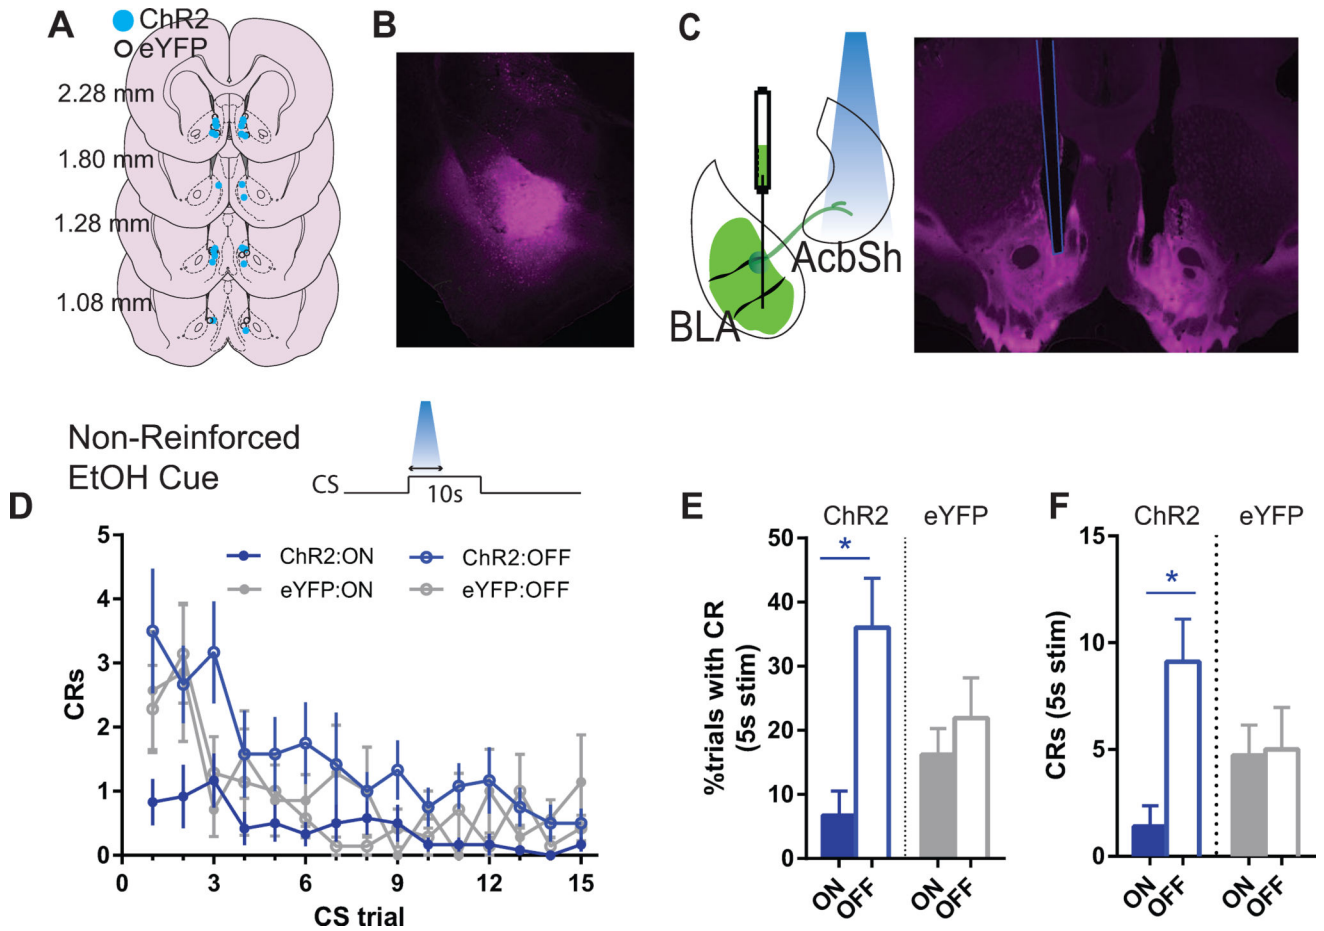 A
ChR2
eYFP
2.28 mm
1.80 mm
1.28 mm
1.08 mm
B
C
AcbSh
BLA
Non-Reinforced
EtOH Cue
CS
10s
D
ChR2:ON
ChR2:OFF
eYFP:ON
eYFP:OFF
CRs
5
4
3
2
1
0
0
3
6
9
12
15
CS trial
E
ChR2
eYFP
*
%trials with CR
(5s stim)
50
40
30
20
10
0
ON
OFF
ON
OFF
F
ChR2
eYFP
*
CRs (5s stim)
15
10
5
0
ON
OFF
ON
OFF